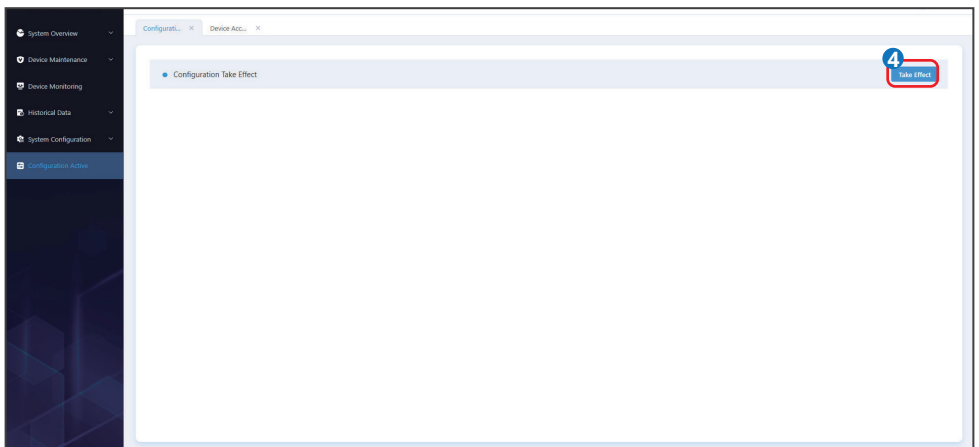 System Overview
Device Maintenance
Device Monitoring
Historical Data
System Configuration
Configuration Active
Configurati... × Device Acc... ×
Configuration Take Effect
4
Take Effect